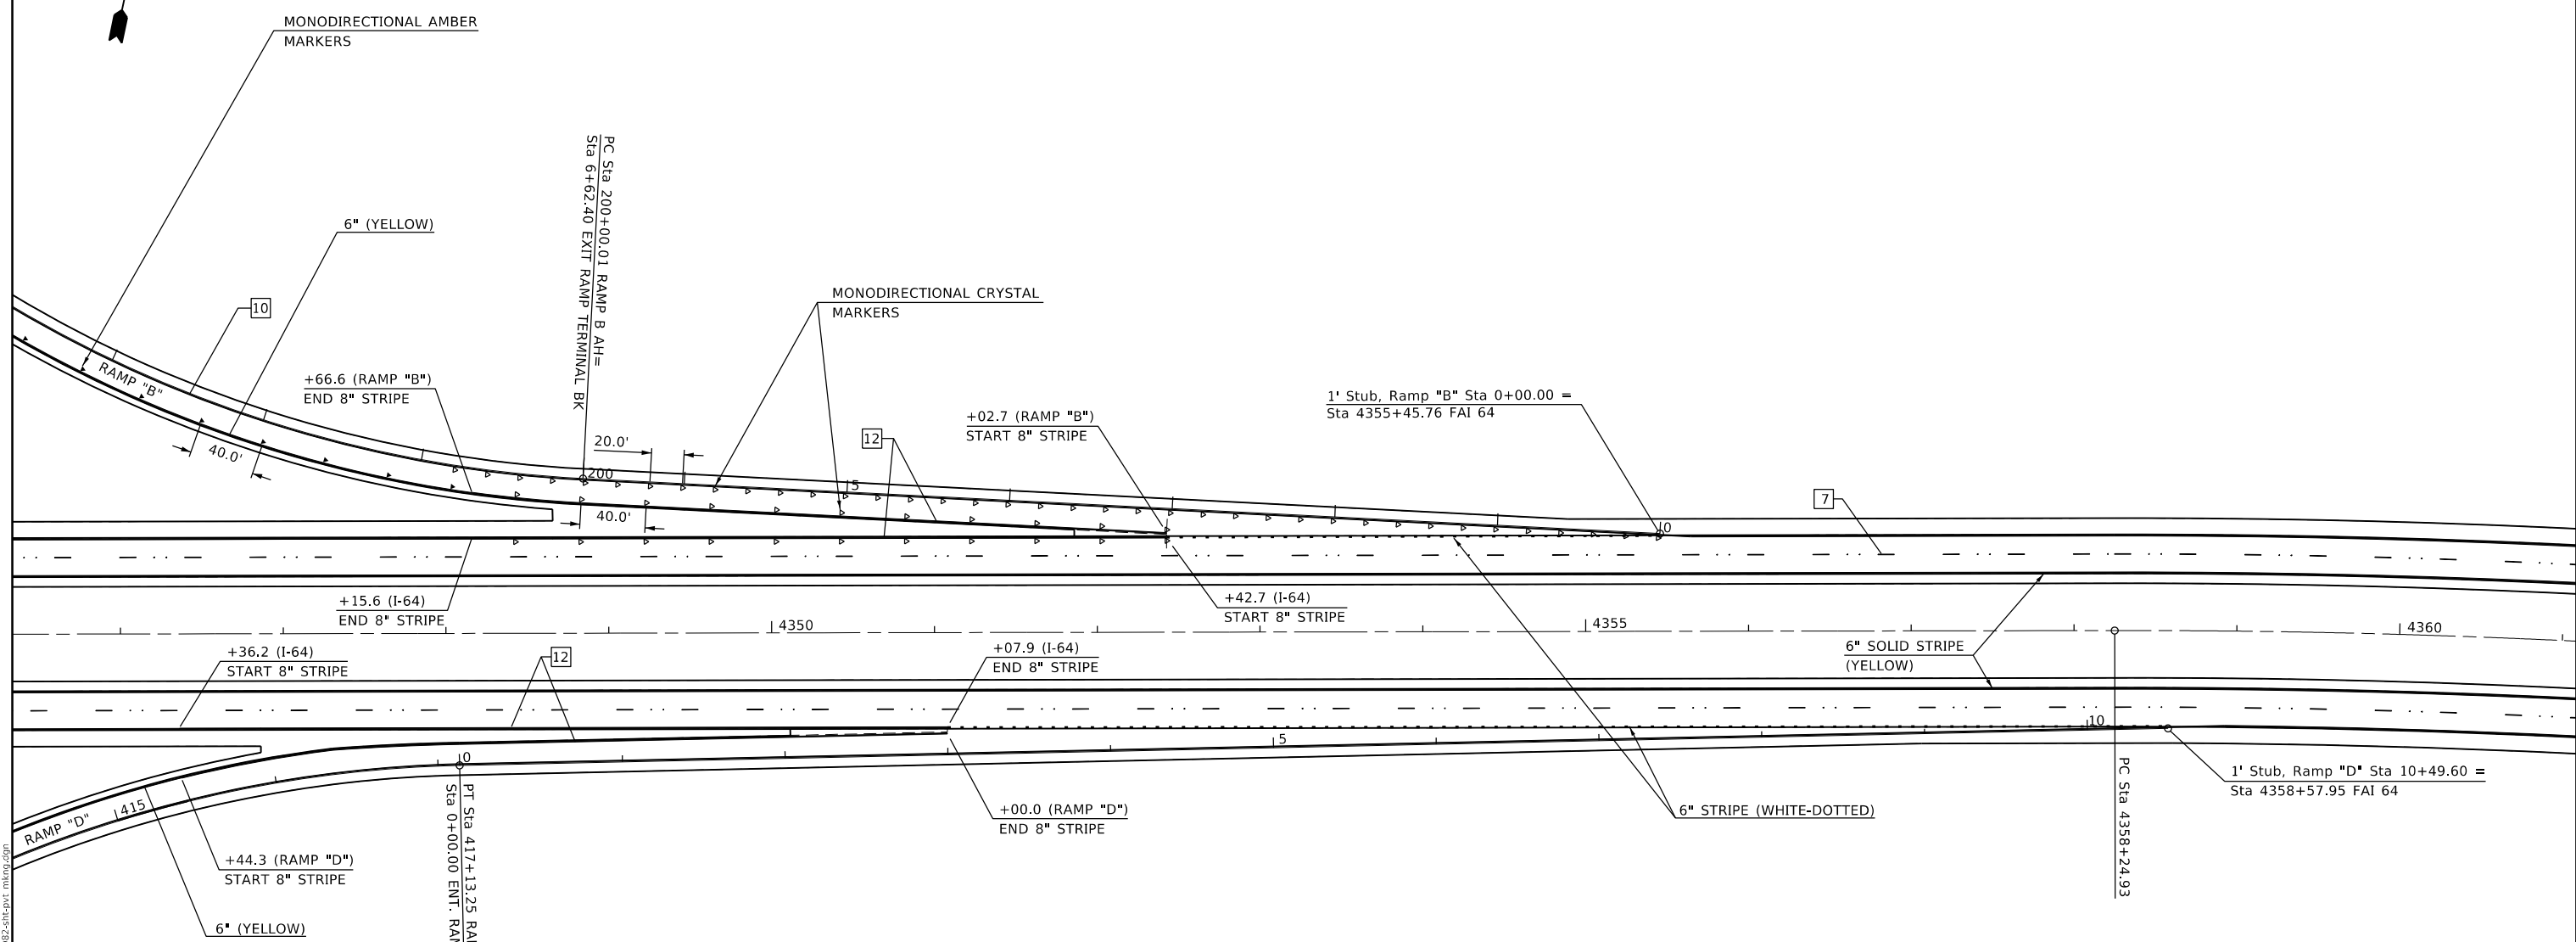 MONODIRECTIONAL AMBER
MARKERS
6" (YELLOW)
10
PC Sta 200+00.01 RAMP B AH=
Sta 6+62.40 EXIT RAMP TERMINAL BK
MONODIRECTIONAL CRYSTAL
MARKERS
RAMP "B"
+66.6 (RAMP "B")
END 8" STRIPE
40.0'
20.0'
200
5
12
+02.7 (RAMP "B")
START 8" STRIPE
1' Stub, Ramp "B" Sta 0+00.00 =
Sta 4355+45.76 FAI 64
7
0
40.0'
+15.6 (I-64)
END 8" STRIPE
+42.7 (I-64)
START 8" STRIPE
4350
4355
4360
+36.2 (I-64)
START 8" STRIPE
12
+07.9 (I-64)
END 8" STRIPE
6" SOLID STRIPE
(YELLOW)
10
5
0
415
RAMP "D"
+44.3 (RAMP "D")
START 8" STRIPE
6" (YELLOW)
PT Sta 417+13.25
Sta 0+00.00 ENT.
+00.0 (RAMP "D")
END 8" STRIPE
6" STRIPE (WHITE-DOTTED)
PC Sta 4358+24.93
1' Stub, Ramp "D" Sta 10+49.60 =
Sta 4358+57.95 FAI 64
82-sht-pvt mkng.dgn